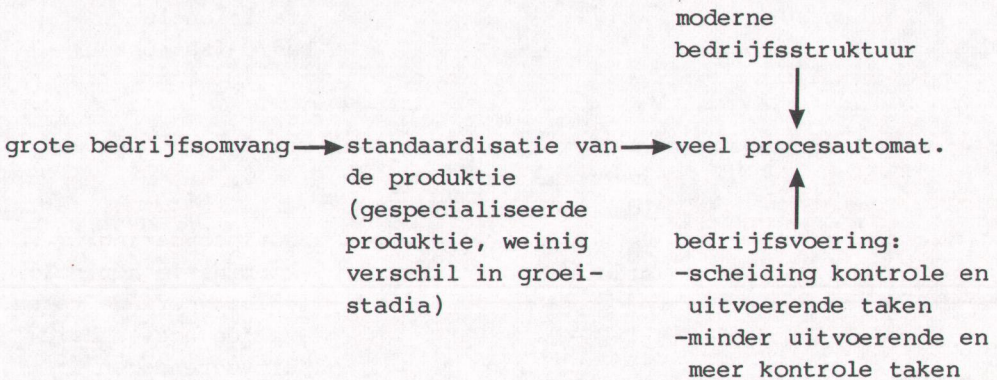 moderne
bedrijfsstruktuur
grote bedrijfsomvang
standaardisatie van
de produktie
(gespecialiseerde
produktie, weinig
verschil in groei-
stadia)
veel procesautomat.
bedrijfsvoering:
-scheiding kontrole en
uitvoerende taken
-minder uitvoerende en
meer kontrole taken